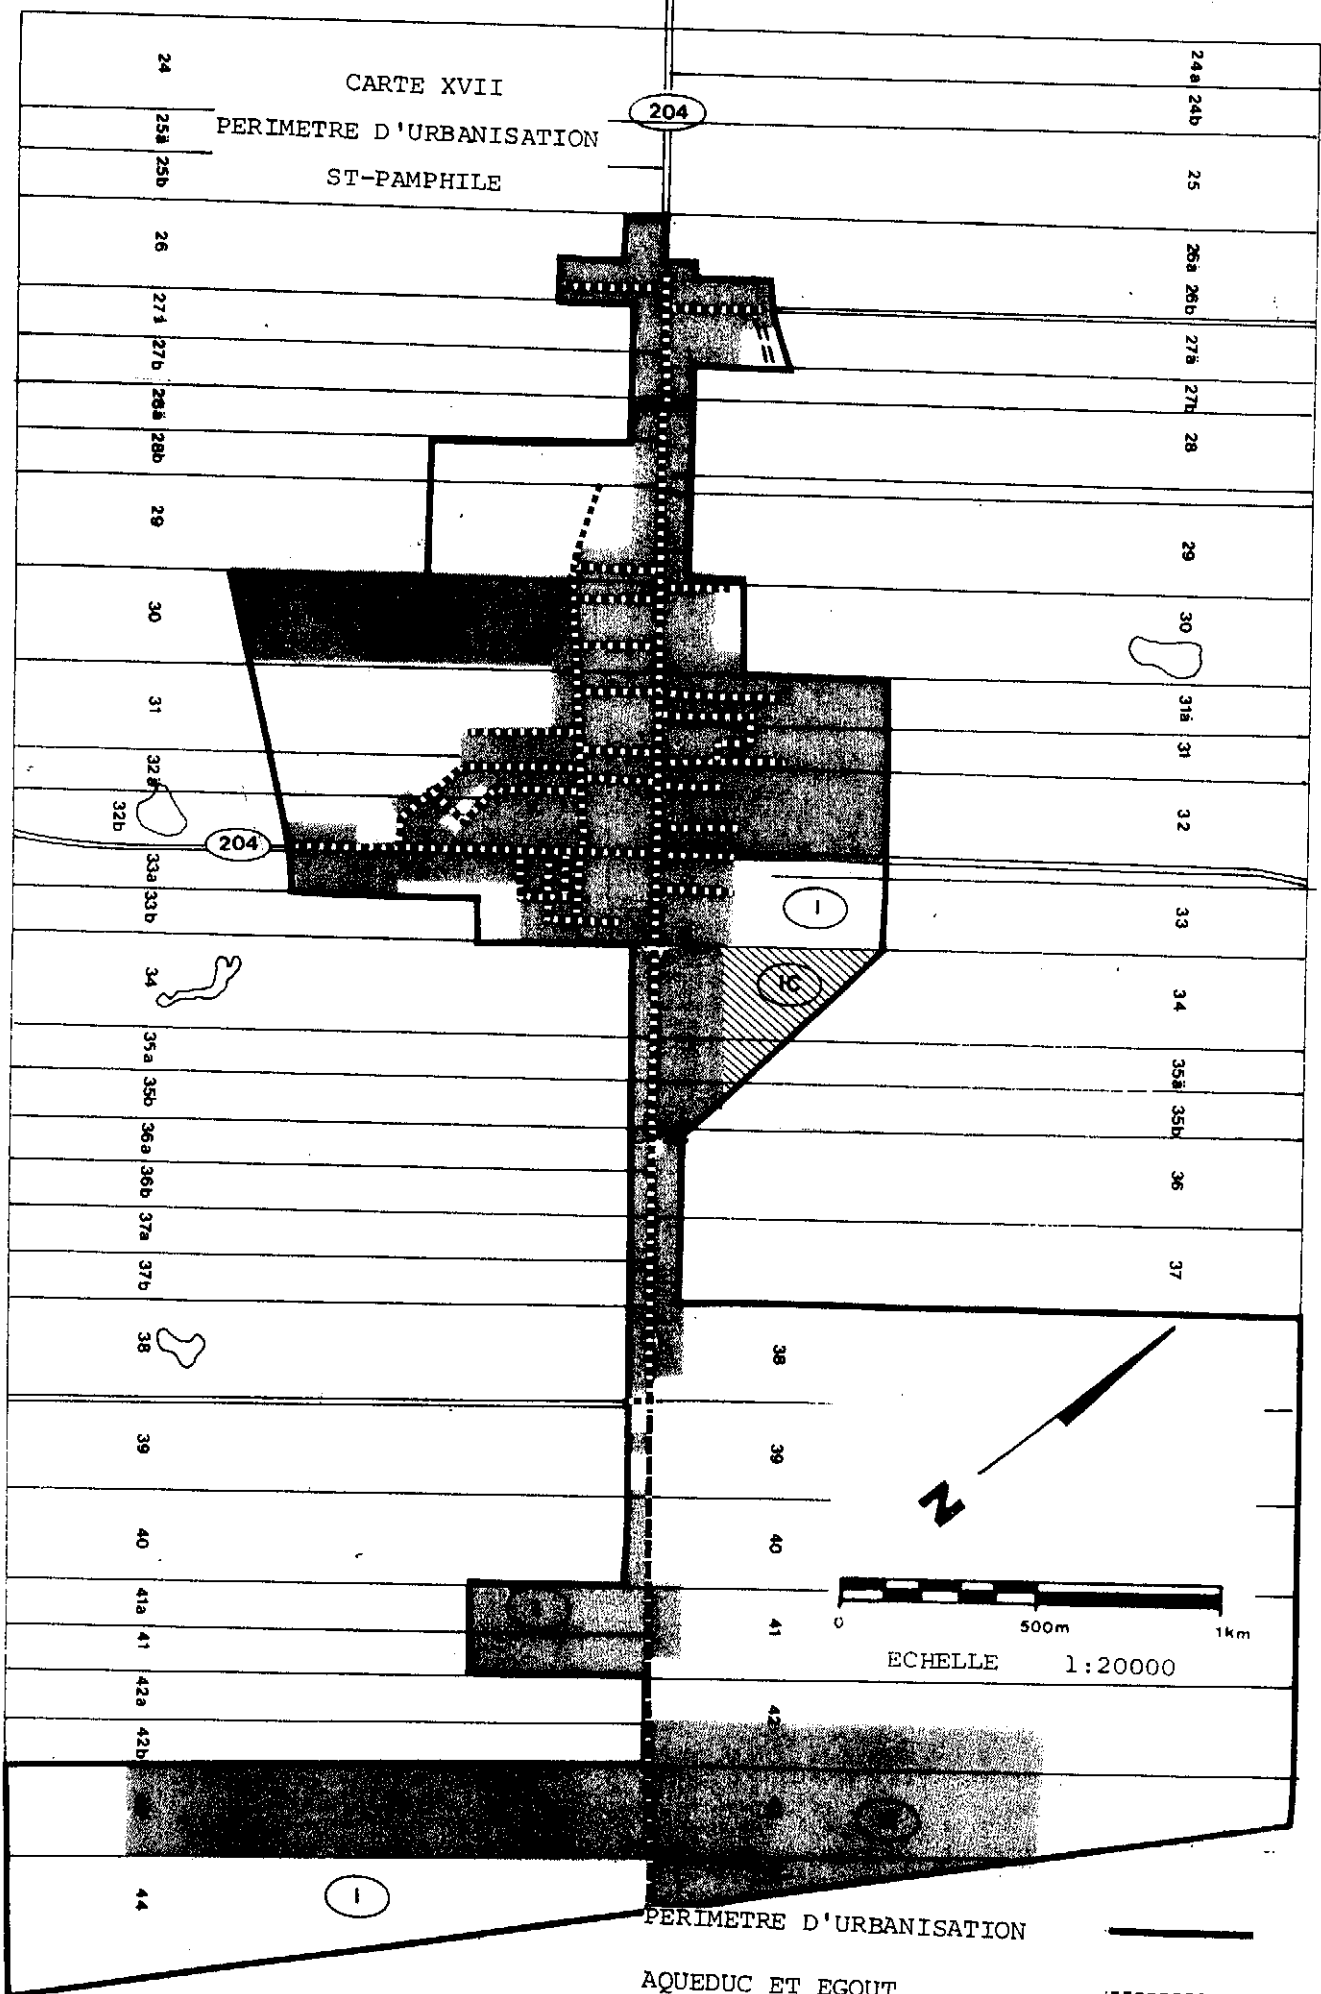 CARTE XVII
PERIMETRE D'URBANISATION
ST-PAMPHILE
204
24
25a
25b
26
27b
28b
29
30
31
32a
32b
204
33a
33b
34
35a
35b
36a
36b
37a
37b
38
39
40
41a
41
42a
42b
44
24a
24b
25
26a
26b
27a
27b
28
29
30
31a
31
32
33
34
35a
35b
36
37
38
39
40
41
42
I
I
N
0
500m
1km
ECHELLE 1:20000
PERIMETRE D'URBANISATION
AQUEDUC ET EGOUT